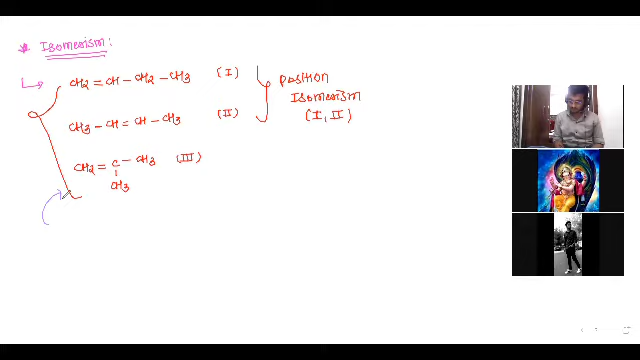 * Isomerism:
CH2 = CH - CH2 - CH3 (I)
CH3 - CH = CH - CH3 (II)
CH2 = C - CH3 (III)
CH3
position
Isomerism
(I, II)